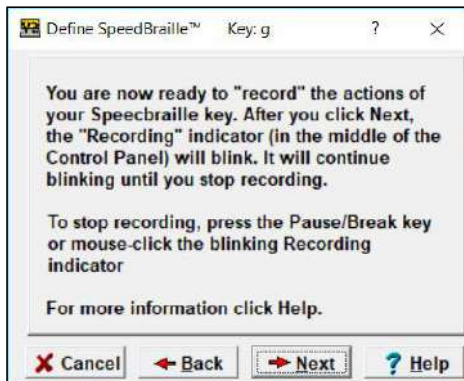 Define SpeedBraille™ Key: g ?
You are now ready to "record" the actions of
your Speecbraille key. After you click Next,
the "Recording" indicator (in the middle of the
Control Panel) will blink. It will continue
blinking until you stop recording.
To stop recording, press the Pause/Break key
or mouse-click the blinking Recording
indicator
For more information click Help.
Cancel Back Next ? Help